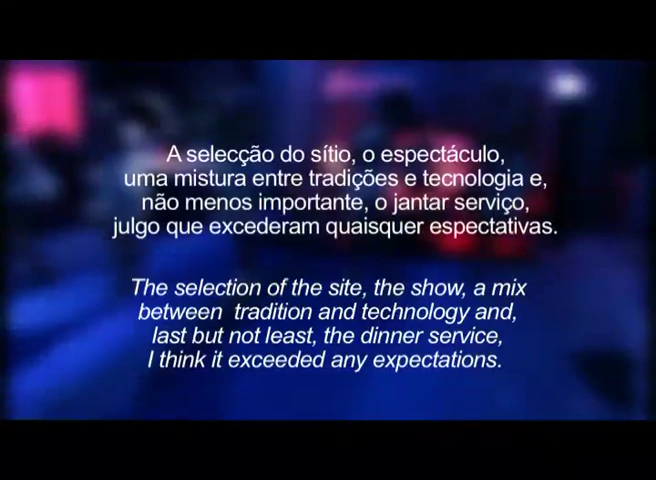 A selecção do sítio, o espectáculo,
uma mistura entre tradições e tecnologia e,
não menos importante, o jantar serviço,
julgo que excederam quaisquer espectativas.
The selection of the site, the show, a mix
between tradition and technology and,
last but not least, the dinner service,
I think it exceeded any expectations.